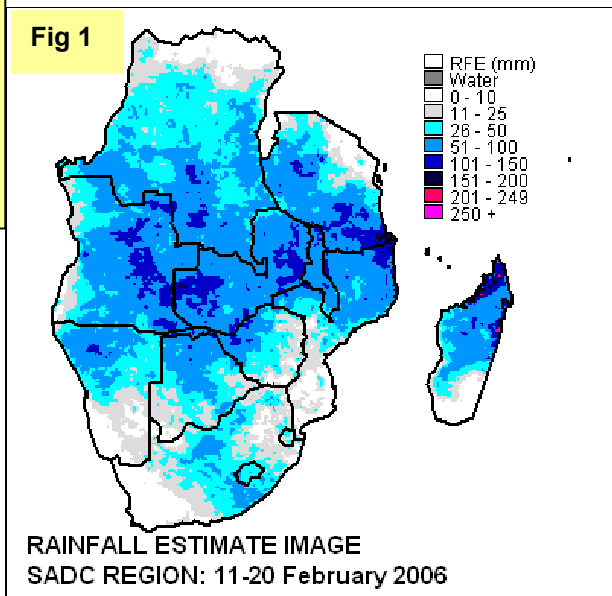 Fig 1
RFE (mm)
Water
0 - 10
11 - 25
26 - 50
51 - 100
101 - 150
151 - 200
201 - 249
250 +
RAINFALL ESTIMATE IMAGE
SADC REGION: 11-20 February 2006